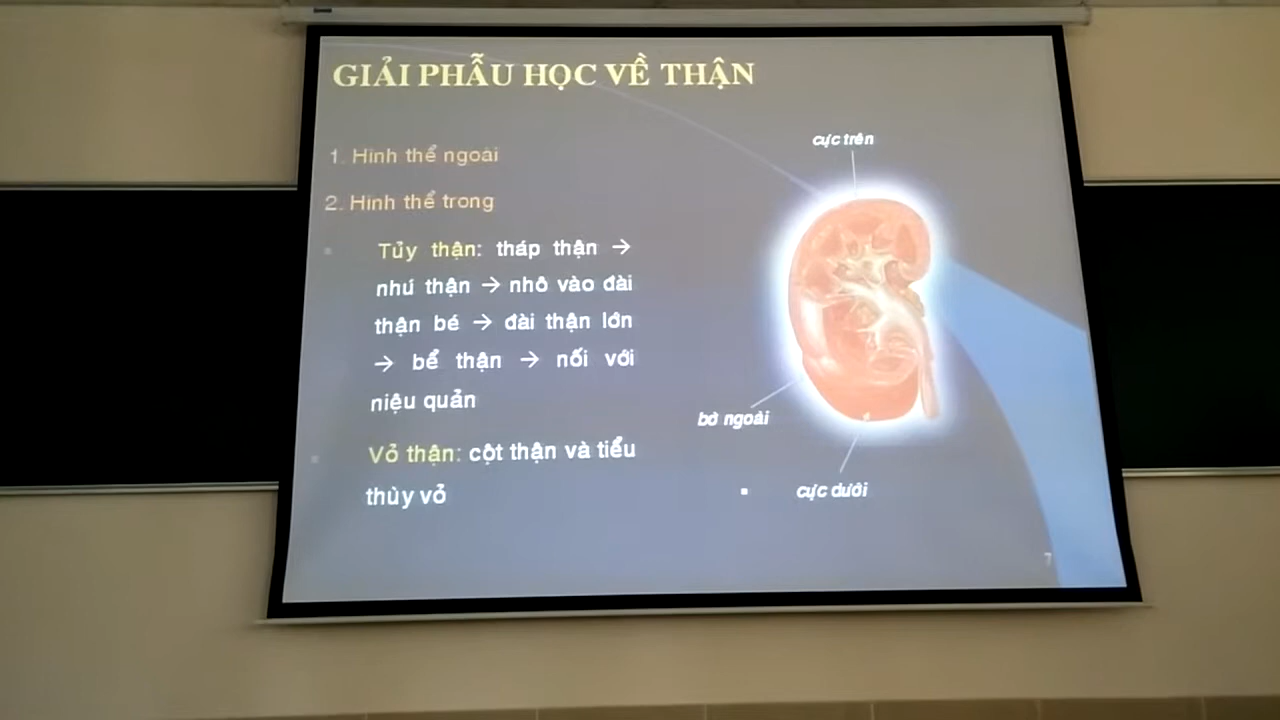 GIẢI PHẪU HỌC VỀ THẬN
1. Hình thể ngoài
2. Hình thể trong
Tủy thận: tháp thận →
nhú thận → nhô vào đài
thận bé → đài thận lớn
→ bể thận → nối với
niệu quản
Vỏ thận: cột thận và tiểu
thùy vỏ
cực trên
bờ ngoài
cực dưới
7